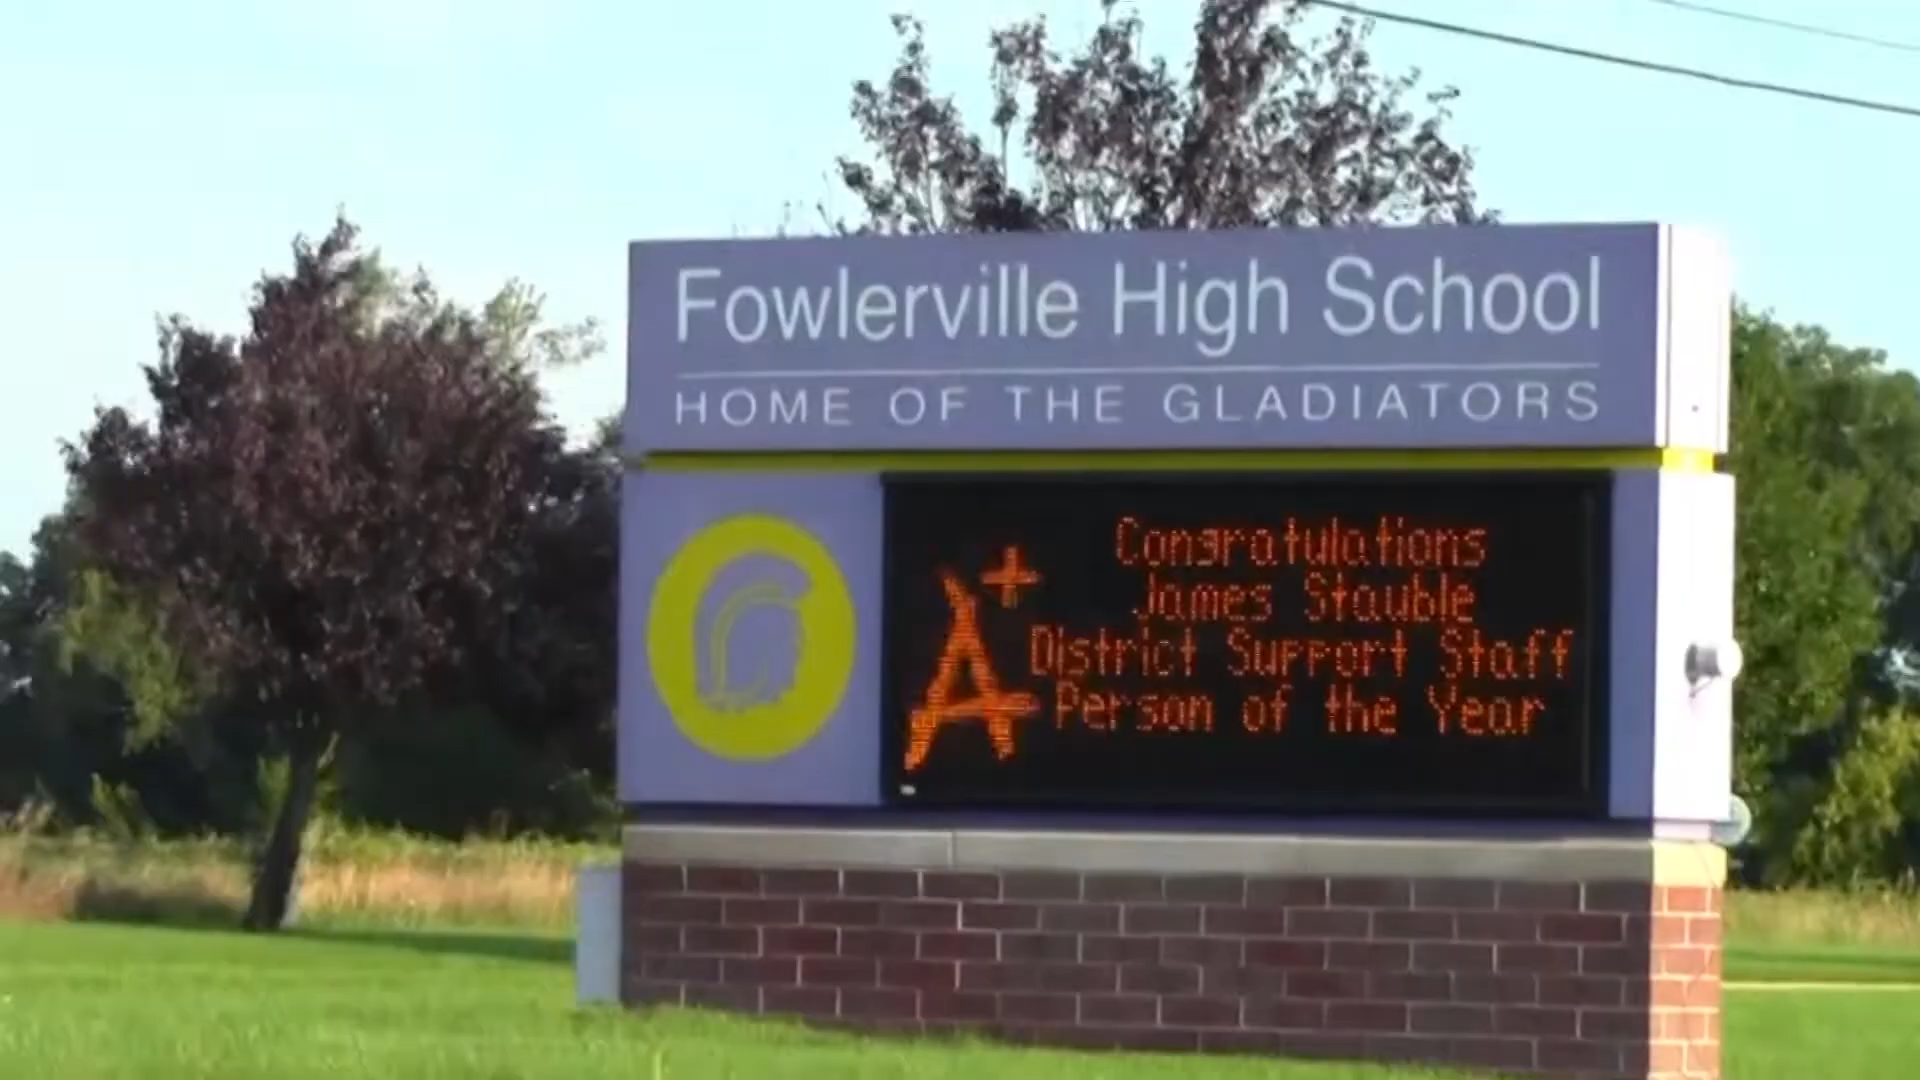 Fowlerville High School
HOME OF THE GLADIATORS
A+
Congratulations
James Stauble
District Support Staff
Person of the Year